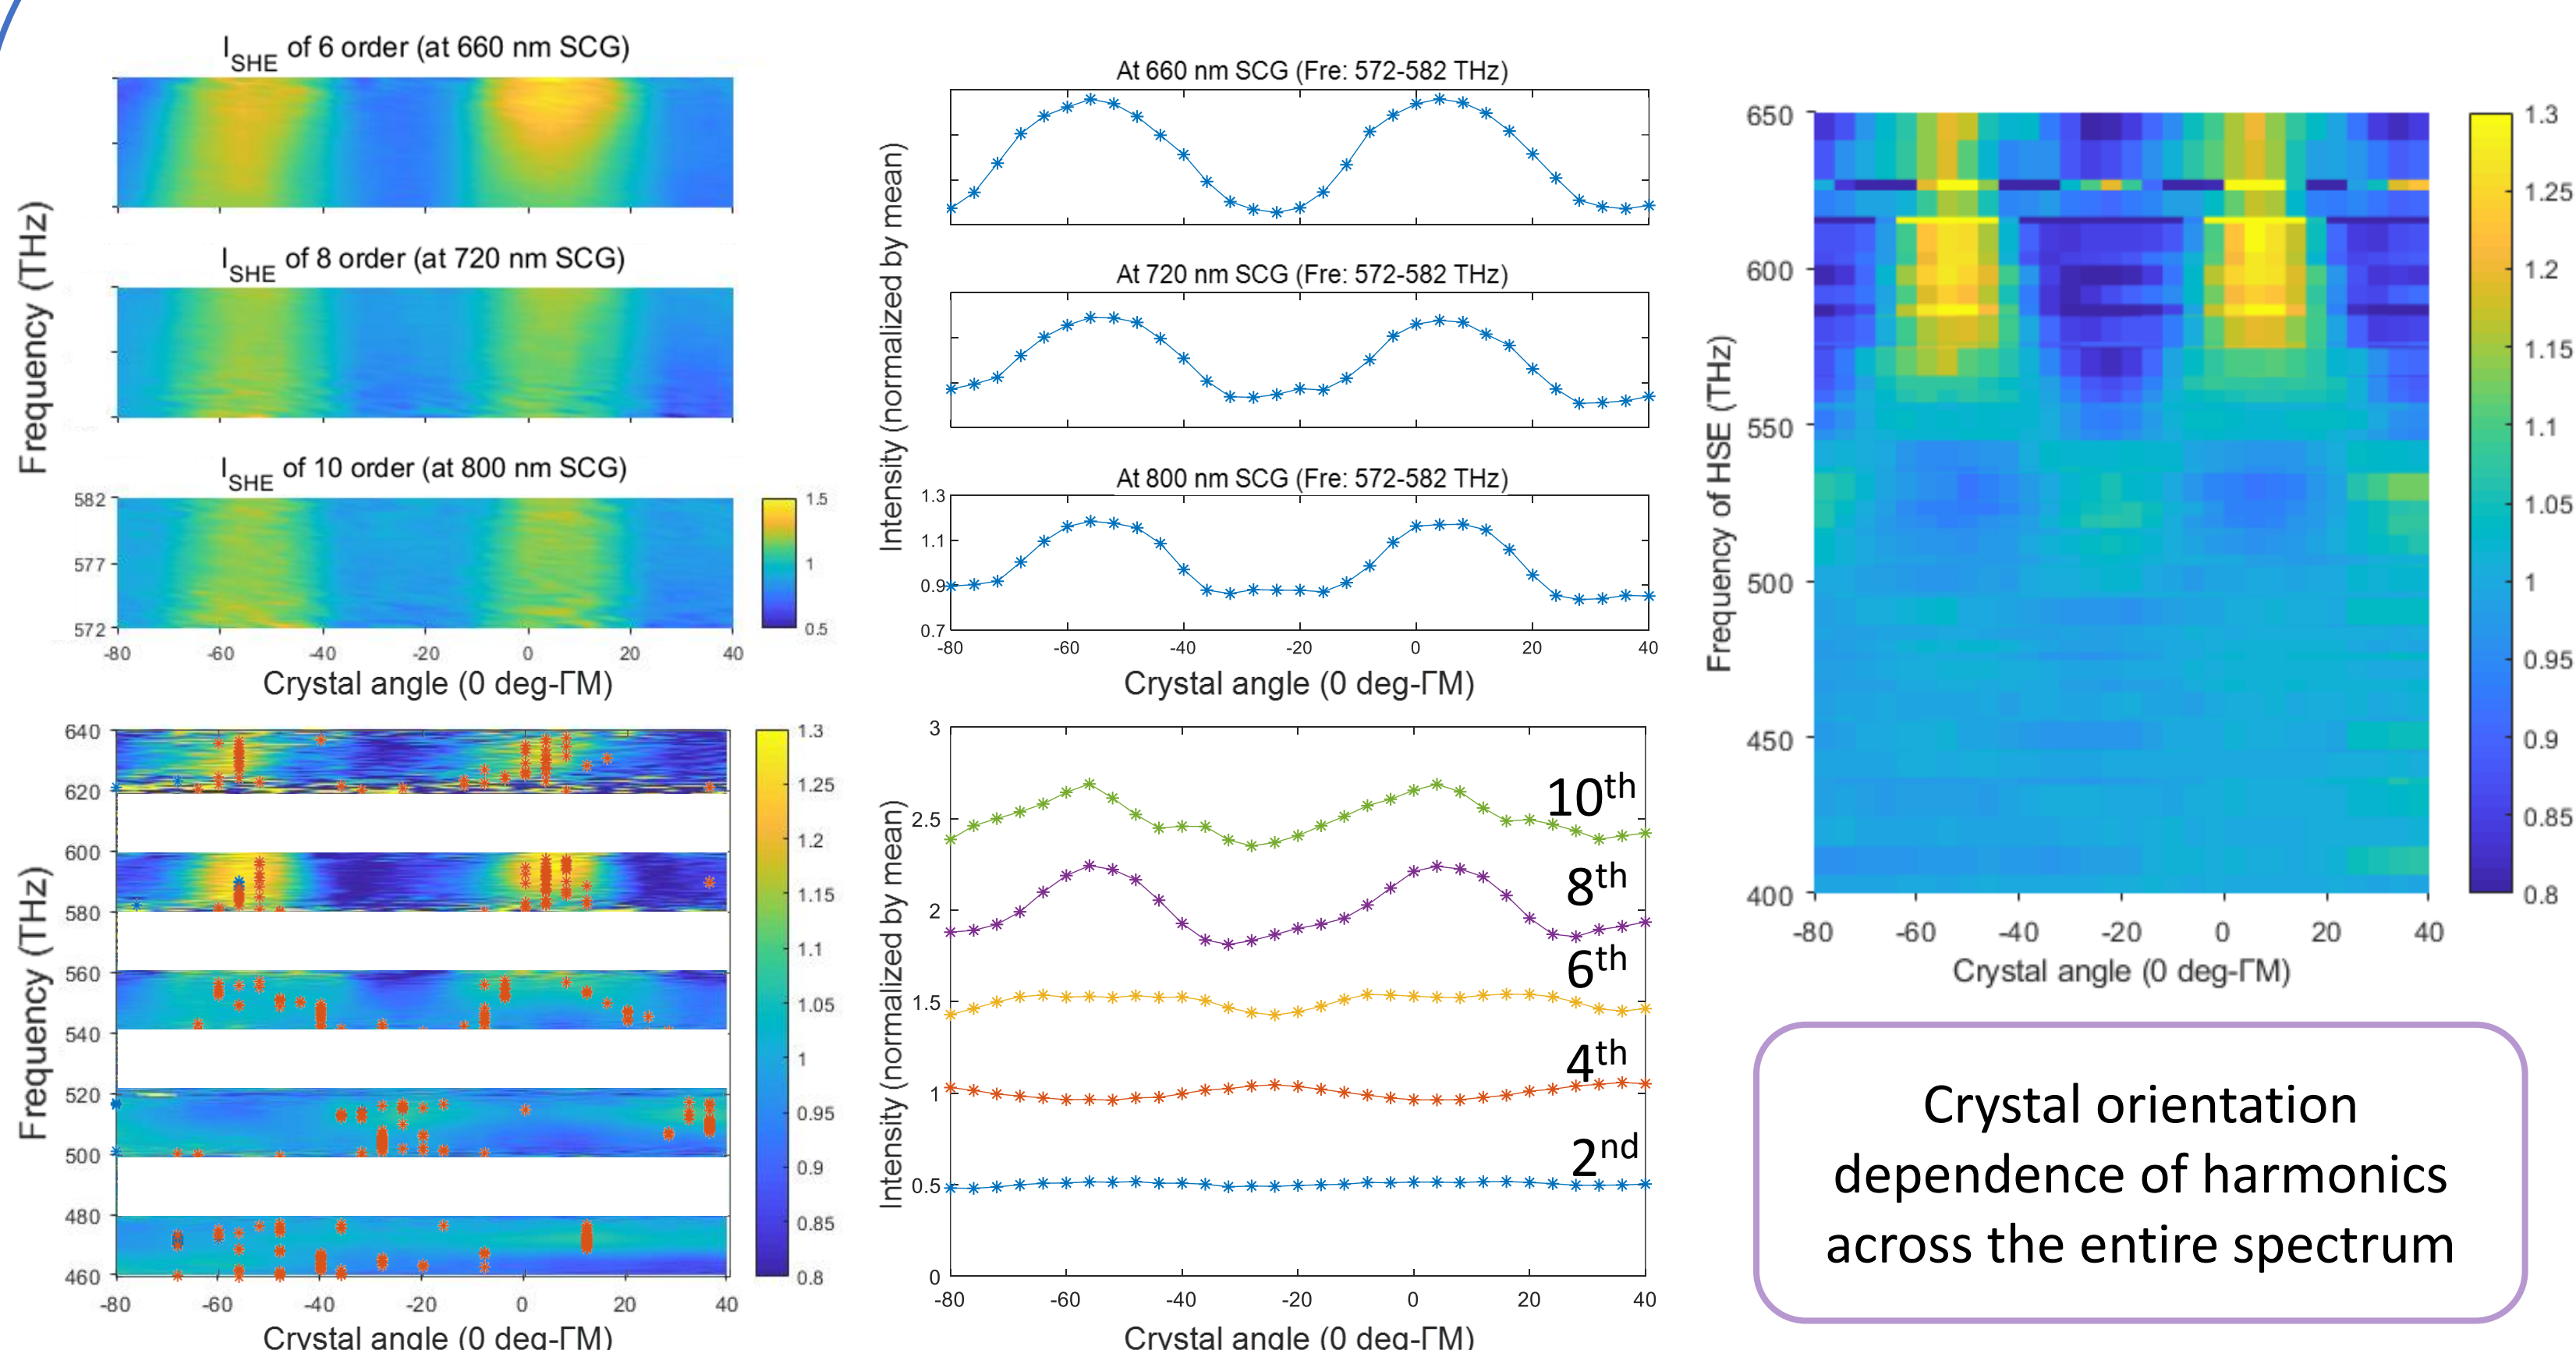 I_SHE of 6 order (at 660 nm SCG)
I_SHE of 8 order (at 720 nm SCG)
I_SHE of 10 order (at 800 nm SCG)
Frequency (THz)
582
577
572
-80 -60 -40 -20 0 20 40
1.5
1
0.5
Crystal angle (0 deg-ΓM)
At 660 nm SCG (Fre: 572-582 THz)
At 720 nm SCG (Fre: 572-582 THz)
At 800 nm SCG (Fre: 572-582 THz)
Intensity (normalized by mean)
1.3
1.1
0.9
0.7
-80 -60 -40 -20 0 20 40
Crystal angle (0 deg-ΓM)
Frequency of HSE (THz)
650
600
550
500
450
400
-80 -60 -40 -20 0 20 40
Crystal angle (0 deg-ΓM)
1.3
1.25
1.2
1.15
1.1
1.05
1
0.95
0.9
0.85
0.8
Frequency (THz)
640
620
600
580
560
540
520
500
480
460
-80 -60 -40 -20 0 20 40
Crystal angle (0 deg-ΓM)
1.3
1.25
1.2
1.15
1.1
1.05
1
0.95
0.9
0.85
0.8
Intensity (normalized by mean)
3
2.5
2
1.5
1
0.5
0
10th
8th
6th
4th
2nd
-80 -60 -40 -20 0 20 40
Crystal angle (0 deg-ΓM)
Crystal orientation
dependence of harmonics
across the entire spectrum